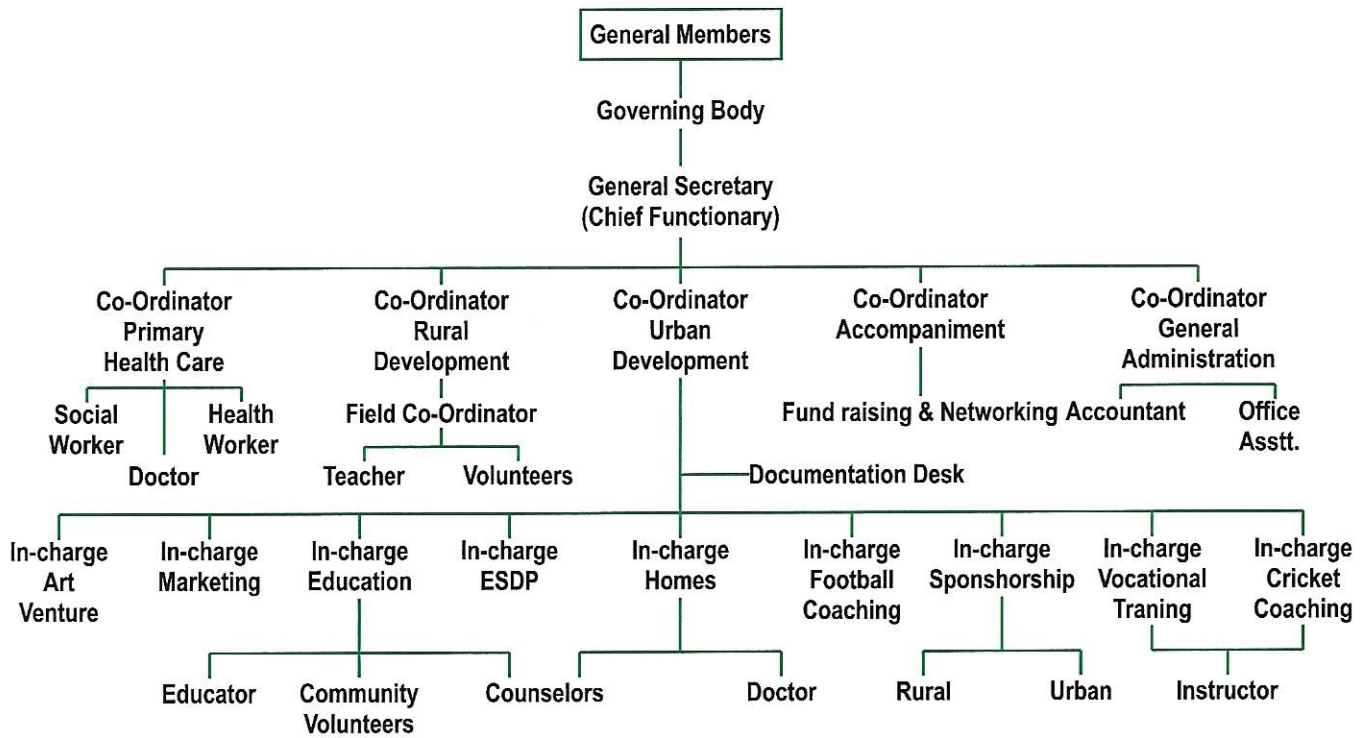 General Members
Governing Body
General Secretary
(Chief Functionary)
Co-Ordinator
Primary
Health Care
Co-Ordinator
Rural
Development
Co-Ordinator
Urban
Development
Co-Ordinator
Accompaniment
Co-Ordinator
General
Administration
Social
Worker
Doctor
Health
Worker
Field Co-Ordinator
Teacher
Volunteers
Fund raising & Networking
Accountant
Office
Asstt.
Documentation Desk
In-charge
Art
Venture
In-charge
Marketing
In-charge
Education
In-charge
ESDP
In-charge
Homes
In-charge
Football
Coaching
In-charge
Sponshorship
In-charge
Vocational
Traning
In-charge
Cricket
Coaching
Educator
Community
Volunteers
Counselors
Doctor
Rural
Urban
Instructor